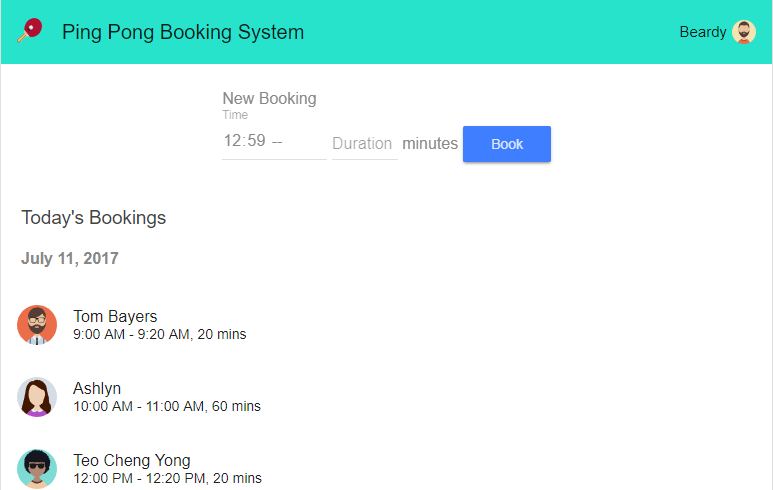 Ping Pong Booking System
Beardy
New Booking
Time
12:59 -- Duration minutes Book
Today's Bookings
July 11, 2017
Tom Bayers
9:00 AM - 9:20 AM, 20 mins
Ashlyn
10:00 AM - 11:00 AM, 60 mins
Teo Cheng Yong
12:00 PM - 12:20 PM, 20 mins